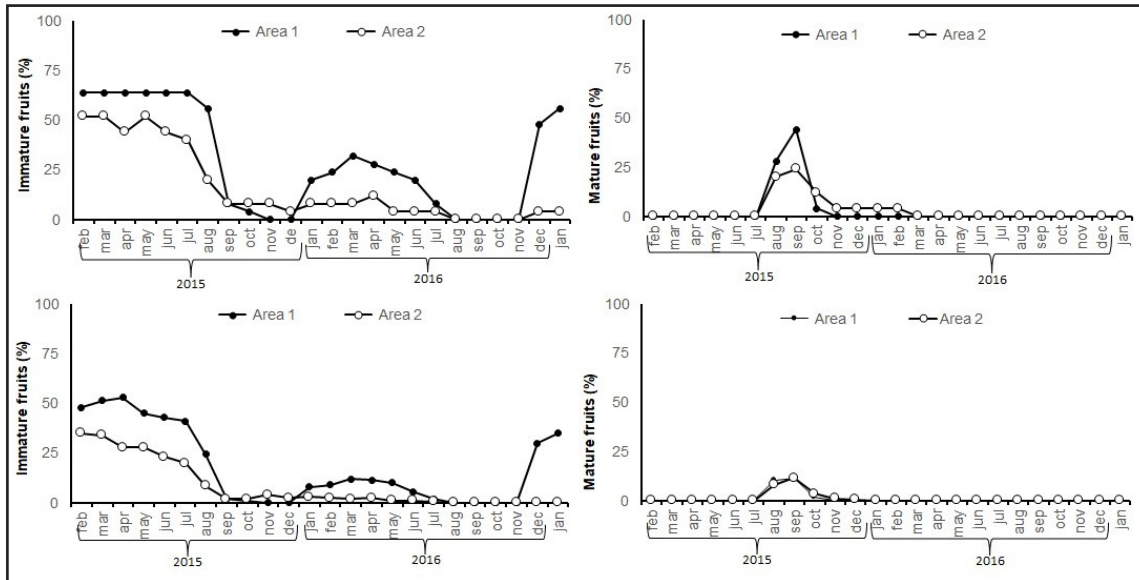 Immature fruits (%)
Area 1 Area 2
100
75
50
25
0
feb mar apr may jun jul aug sep oct nov de jan feb mar apr may jun jul aug sep oct nov dec jan
2015 2016
Mature fruits (%)
Area 1 Area 2
100
75
50
25
0
feb mar apr may jun jul aug sep oct nov dec jan feb mar apr may jun jul aug sep oct nov dec jan
2015 2016
Immature fruits (%)
Area 1 Area 2
100
75
50
25
0
feb mar apr may jun jul aug sep oct nov dec jan feb mar apr may jun jul aug sep oct nov dec jan
2015 2016
Mature fruits (%)
Area 1 Area 2
100
75
50
25
0
feb mar apr may jun jul aug sep oct nov dec jan feb mar apr may jun jul aug sep oct nov dec jan
2015 2016